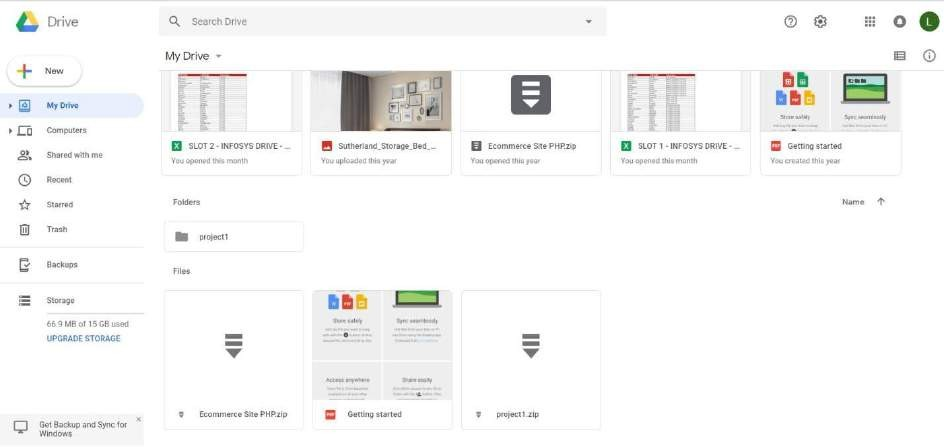 Drive
Search Drive
L
New
My Drive
My Drive
Computers
Shared with me
Recent
Starred
Trash
Backups
Storage
66.9 MB of 15 GB used
UPGRADE STORAGE
Get Backup and Sync for
Windows
Store safely
Sync seamlessly
SLOT 2 - INFOSYS DRIVE - ...
You opened this month
Sutherland_Storage_Bed_...
You uploaded this year
Ecommerce Site PHP.zip
You opened this year
SLOT 1 - INFOSYS DRIVE - ...
You opened this month
PDF
Getting started
You created this year
Folders
Name
project1
Files
Store safely
Sync seamlessly
Access anywhere
Share easily
Ecommerce Site PHP.zip
PDF
Getting started
project1.zip